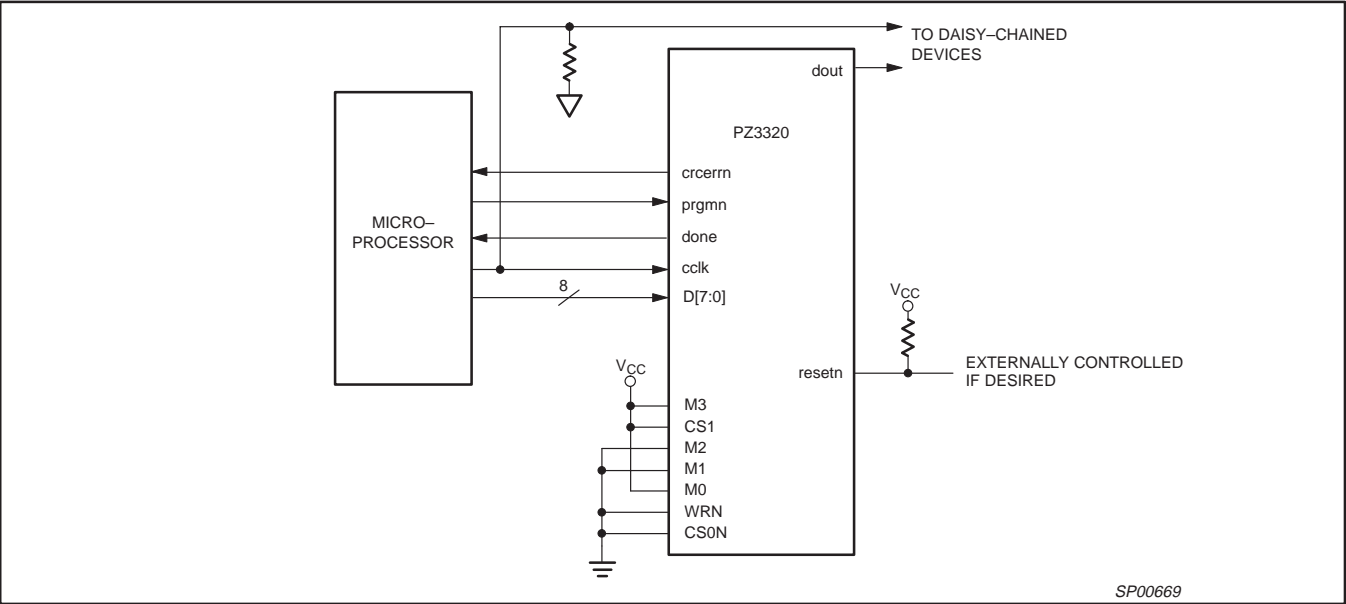 TO DAISY–CHAINED
DEVICES
dout
PZ3320
crcerrn
prgmn
MICRO–
PROCESSOR
done
cclk
8
D[7:0]
VCC
resetn
EXTERNALLY CONTROLLED
IF DESIRED
VCC
M3
CS1
M2
M1
M0
WRN
CS0N
SP00669